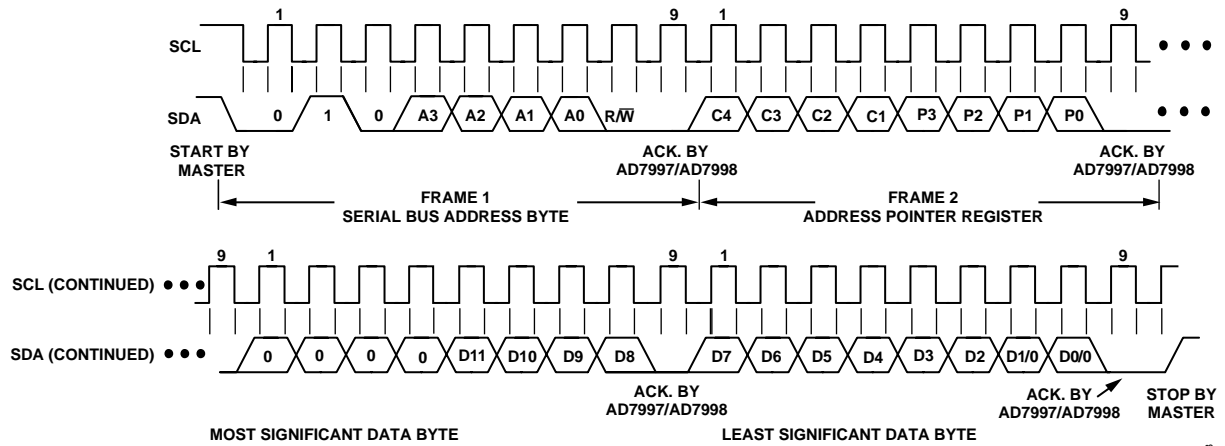 1 9 1 9
SCL
SDA 0 1 0 A3 A2 A1 A0 R/W̅ C4 C3 C2 C1 P3 P2 P1 P0
START BY MASTER
ACK. BY AD7997/AD7998
ACK. BY AD7997/AD7998
FRAME 1
SERIAL BUS ADDRESS BYTE
FRAME 2
ADDRESS POINTER REGISTER
9 1 9 1 9
SCL (CONTINUED)
SDA (CONTINUED) 0 0 0 0 D11 D10 D9 D8 D7 D6 D5 D4 D3 D2 D1/0 D0/0
ACK. BY AD7997/AD7998
ACK. BY AD7997/AD7998
STOP BY MASTER
MOST SIGNIFICANT DATA BYTE
LEAST SIGNIFICANT DATA BYTE